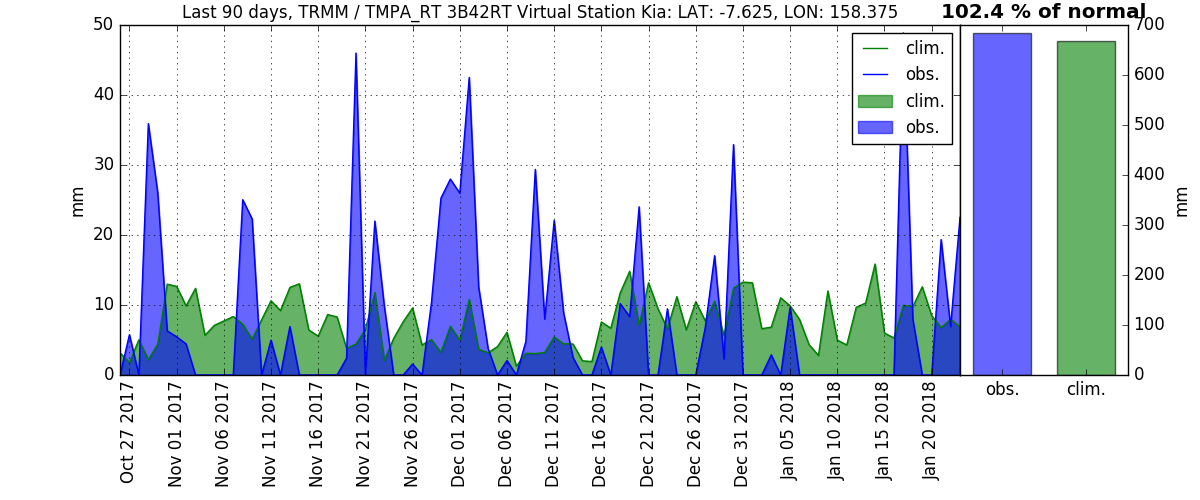 Last 90 days, TRMM / TMPA_RT 3B42RT Virtual Station Kia: LAT: -7.625, LON: 158.375
102.4 % of normal
50
40
30
20
10
0
mm
clim.
obs.
clim.
obs.
700
600
500
400
300
200
100
0
mm
Oct 27 2017
Nov 01 2017
Nov 06 2017
Nov 11 2017
Nov 16 2017
Nov 21 2017
Nov 26 2017
Dec 01 2017
Dec 06 2017
Dec 11 2017
Dec 16 2017
Dec 21 2017
Dec 26 2017
Dec 31 2017
Jan 05 2018
Jan 10 2018
Jan 15 2018
Jan 20 2018
obs.
clim.